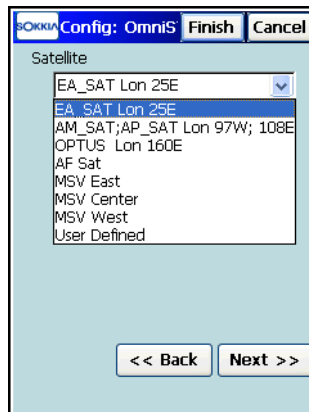 SOKKIA Config: OmniS Finish Cancel
Satellite
EA_SAT Lon 25E
EA_SAT Lon 25E
AM_SAT;AP_SAT Lon 97W; 108E
OPTUS Lon 160E
AF Sat
MSV East
MSV Center
MSV West
User Defined
<< Back Next >>